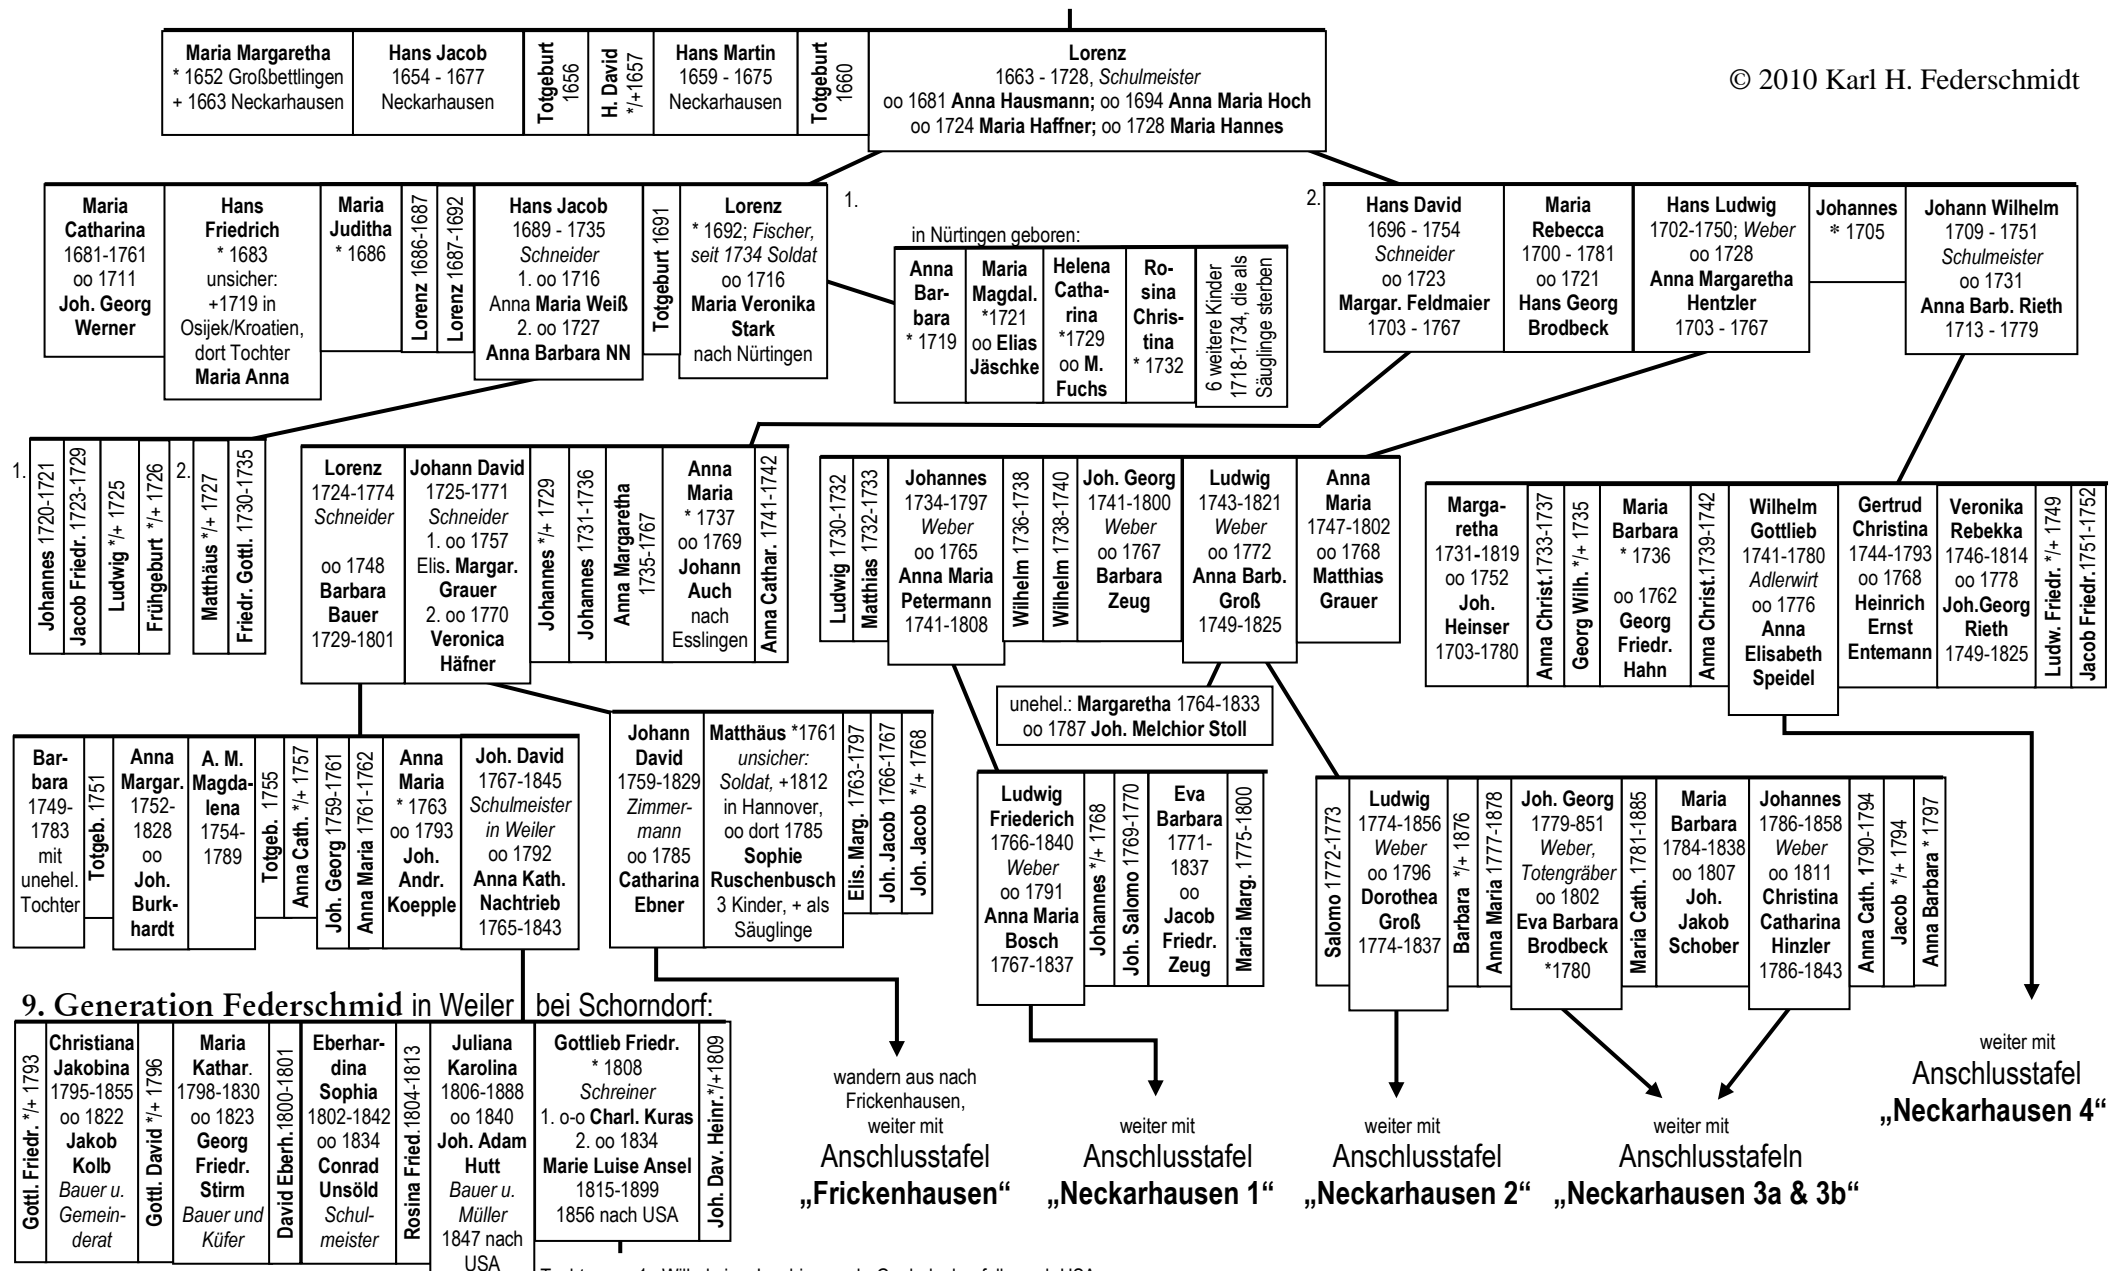 Maria Margaretha
* 1652 Großbettlingen
+ 1663 Neckarhausen
Hans Jacob
1654 - 1677
Neckarhausen
Totgeburt
1656
H. David
*/+1657
Hans Martin
1659 - 1675
Neckarhausen
Totgeburt
1660
Lorenz
1663 - 1728, Schulmeister
oo 1681 Anna Hausmann; oo 1694 Anna Maria Hoch
oo 1724 Maria Haffner; oo 1728 Maria Hannes
© 2010 Karl H. Federschmidt
Maria
Catharina
1681-1761
oo 1711
Joh. Georg
Werner
Hans
Friedrich
* 1683
unsicher:
+1719 in
Osijek/Kroatien,
dort Tochter
Maria Anna
Maria
Juditha
* 1686
Lorenz 1686-1687
Lorenz 1687-1692
Hans Jacob
1689 - 1735
Schneider
1. oo 1716
Anna Maria Weiß
2. oo 1727
Anna Barbara NN
Totgeburt 1691
Lorenz
* 1692; Fischer,
seit 1734 Soldat
oo 1716
Maria Veronika
Stark
nach Nürtingen
1.
in Nürtingen geboren:
Anna
Bar-
bara
* 1719
Maria
Magdal.
*1721
oo Elias
Jäschke
Helena
Catha-
rina
*1729
oo M.
Fuchs
Ro-
sina
Chris-
tina
* 1732
6 weitere Kinder
1718-1734, die als
Säuglinge sterben
2.
Hans David
1696 - 1754
Schneider
oo 1723
Margar. Feldmaier
1703 - 1767
Maria
Rebecca
1700 - 1781
oo 1721
Hans Georg
Brodbeck
Hans Ludwig
1702-1750; Weber
oo 1728
Anna Margaretha
Hentzler
1703 - 1767
Johannes
* 1705
Johann Wilhelm
1709 - 1751
Schulmeister
oo 1731
Anna Barb. Rieth
1713 - 1779
1.
Johannes 1720-1721
Jacob Friedr. 1723-1729
Ludwig */+ 1725
Frühgeburt */+ 1726
2.
Matthäus */+ 1727
Friedr. Gottl. 1730-1735
Lorenz
1724-1774
Schneider
oo 1748
Barbara
Bauer
1729-1801
Johann David
1725-1771
Schneider
1. oo 1757
Elis. Margar.
Grauer
2. oo 1770
Veronica
Häfner
Johannes */+ 1729
Johannes 1731-1736
Anna Margaretha
1735-1767
Anna
Maria
* 1737
oo 1769
Johann
Auch
nach
Esslingen
Anna Cathar. 1741-1742
Ludwig 1730-1732
Matthias 1732-1733
Johannes
1734-1797
Weber
oo 1765
Anna Maria
Petermann
1741-1808
Wilhelm 1736-1738
Wilhelm 1738-1740
Joh. Georg
1741-1800
Weber
oo 1767
Barbara
Zeug
Ludwig
1743-1821
Weber
oo 1772
Anna Barb.
Groß
1749-1825
Anna
Maria
1747-1802
oo 1768
Matthias
Grauer
Marga-
retha
1731-1819
oo 1752
Joh.
Heinser
1703-1780
Anna Christ.1733-1737
Georg Wilh. */+ 1735
Maria
Barbara
* 1736
oo 1762
Georg
Friedr.
Hahn
Anna Christ.1739-1742
Wilhelm
Gottlieb
1741-1780
Adlerwirt
oo 1776
Anna
Elisabeth
Speidel
Gertrud
Christina
1744-1793
oo 1768
Heinrich
Ernst
Entemann
Veronika
Rebekka
1746-1814
oo 1778
Joh.Georg
Rieth
1749-1825
Ludw. Friedr. */+ 1749
Jacob Friedr.1751-1752
unehel.: Margaretha 1764-1833
oo 1787 Joh. Melchior Stoll
Bar-
bara
1749-
1783
mit
unehel.
Tochter
Totgeb. 1751
Anna
Margar.
1752-
1828
oo
Joh.
Burk-
hardt
A. M.
Magda-
lena
1754-
1789
Totgeb. 1755
Anna Cath. */+ 1757
Joh. Georg 1759-1761
Anna Maria 1761-1762
Anna
Maria
* 1763
oo 1793
Joh.
Andr.
Koepple
Joh. David
1767-1845
Schulmeister
in Weiler
oo 1792
Anna Kath.
Nachtrieb
1765-1843
Johann
David
1759-1829
Zimmer-
mann
oo 1785
Catharina
Ebner
Matthäus *1761
unsicher:
Soldat, +1812
in Hannover,
oo dort 1785
Sophie
Ruschenbusch
3 Kinder, + als
Säuglinge
Elis. Marg. 1763-1797
Joh. Jacob 1766-1767
Joh. Jacob */+ 1768
Ludwig
Friederich
1766-1840
Weber
oo 1791
Anna Maria
Bosch
1767-1837
Johannes */+ 1768
Joh. Salomo 1769-1770
Eva
Barbara
1771-
1837
oo
Jacob
Friedr.
Zeug
Maria Marg. 1775-1800
Salomo 1772-1773
Ludwig
1774-1856
Weber
oo 1796
Dorothea
Groß
1774-1837
Barbara */+ 1876
Anna Maria 1777-1878
Joh. Georg
1779-851
Weber,
Totengräber
oo 1802
Eva Barbara
Brodbeck
*1780
Maria Cath. 1781-1885
Maria
Barbara
1784-1838
oo 1807
Joh.
Jakob
Schober
Johannes
1786-1858
Weber
oo 1811
Christina
Catharina
Hinzler
1786-1843
Anna Cath. 1790-1794
Jacob */+ 1794
Anna Barbara * 1797
9. Generation Federschmid in Weiler bei Schorndorf:
Gottl. Friedr. */+ 1793
Christiana
Jakobina
1795-1855
oo 1822
Jakob
Kolb
Bauer u.
Gemein-
derat
Gottl. David */+ 1796
Maria
Kathar.
1798-1830
oo 1823
Georg
Friedr.
Stirm
Bauer und
Küfer
David Eberh.1800-1801
Eberhar-
dina
Sophia
1802-1842
oo 1834
Conrad
Unsöld
Schul-
meister
Rosina Fried.1804-1813
Juliana
Karolina
1806-1888
oo 1840
Joh. Adam
Hutt
Bauer u.
Müller
1847 nach
USA
Gottlieb Friedr.
* 1808
Schreiner
1. o-o Charl. Kuras
2. oo 1834
Marie Luise Ansel
1815-1899
1856 nach USA
Joh. Dav. Heinr.*/+1809
wandern aus nach
Frickenhausen,
weiter mit
Anschlusstafel
„Frickenhausen“
weiter mit
Anschlusstafel
„Neckarhausen 1“
weiter mit
Anschlusstafel
„Neckarhausen 2“
weiter mit
Anschlusstafeln
„Neckarhausen 3a & 3b“
weiter mit
Anschlusstafel
„Neckarhausen 4“